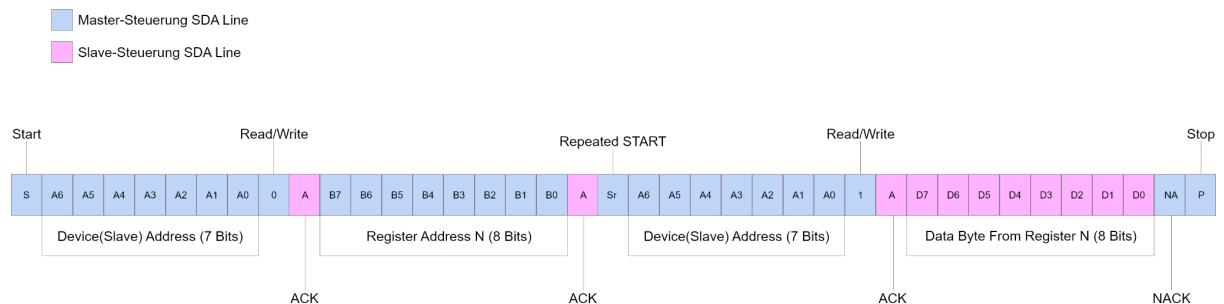 Master-Steuerung SDA Line
Slave-Steuerung SDA Line
Start Read/Write Repeated START Read/Write Stop
S A6 A5 A4 A3 A2 A1 A0 0 A B7 B6 B5 B4 B3 B2 B1 B0 A Sr A6 A5 A4 A3 A2 A1 A0 1 A D7 D6 D5 D4 D3 D2 D1 D0 NA P
Device(Slave) Address (7 Bits) Register Address N (8 Bits) Device(Slave) Address (7 Bits) Data Byte From Register N (8 Bits)
ACK ACK ACK NACK